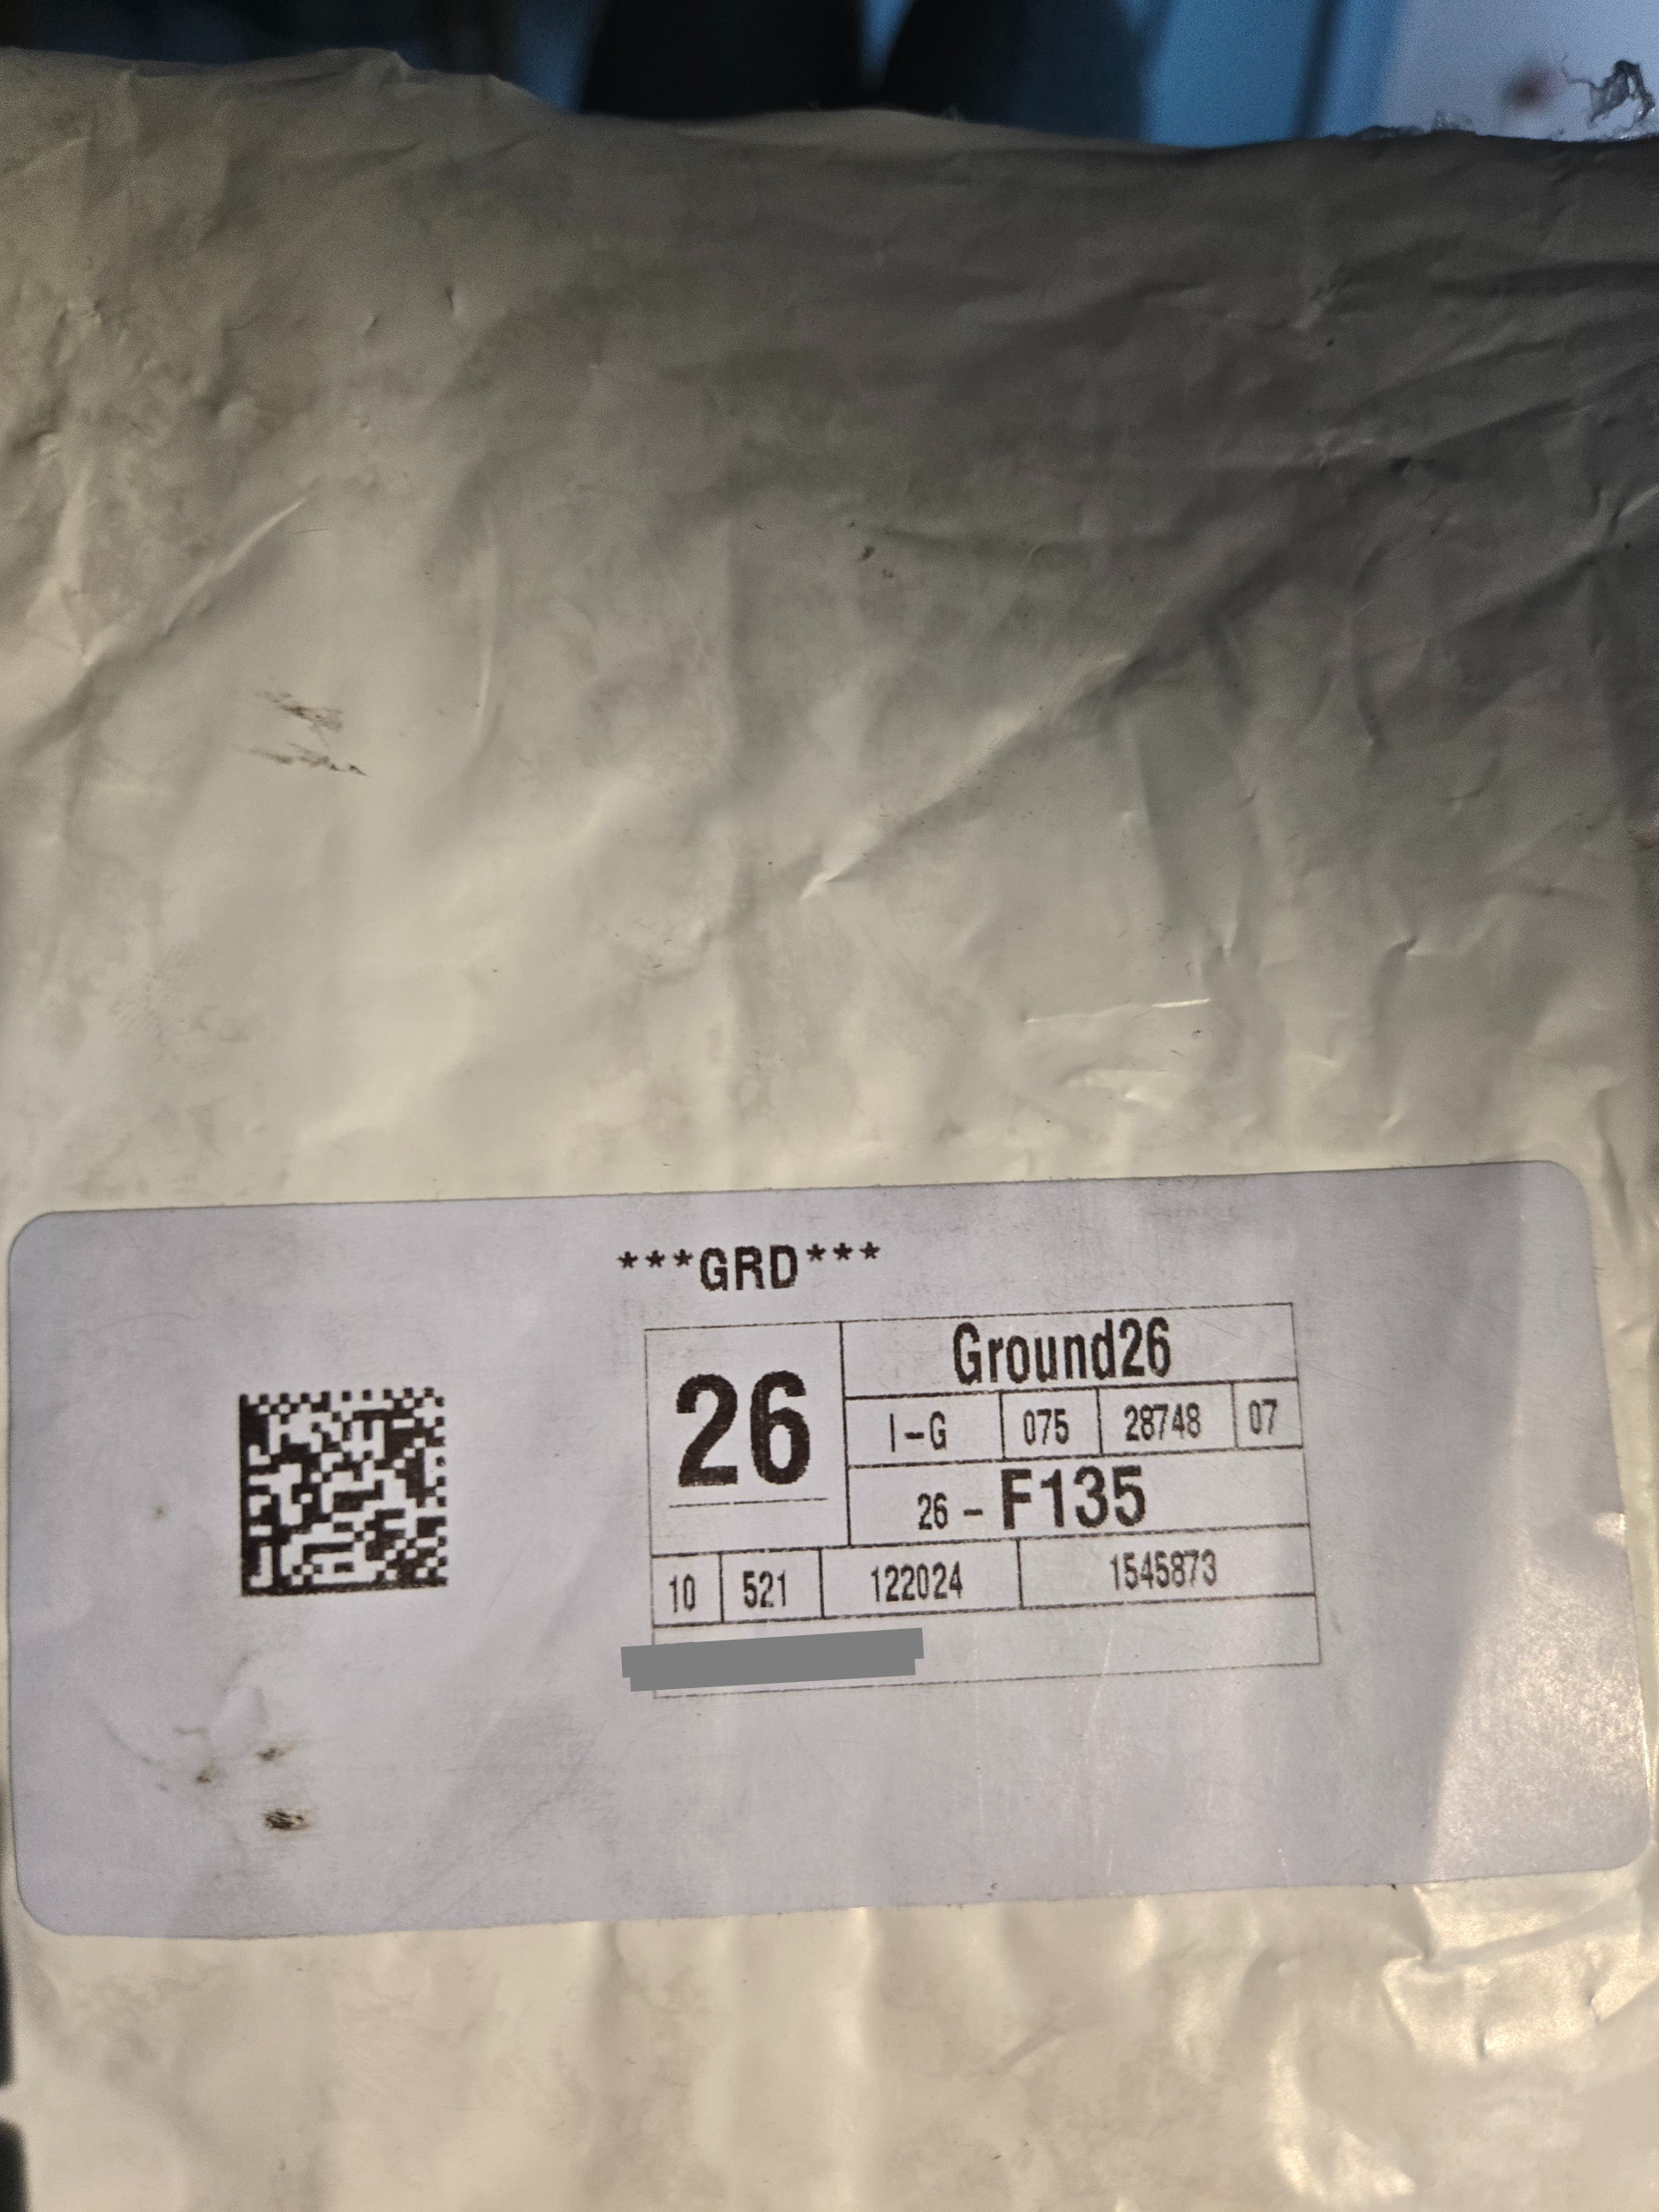 ***GRD***
26
Ground26
I-G 075 28748 07
26 - F135
10 521 122024 1545873